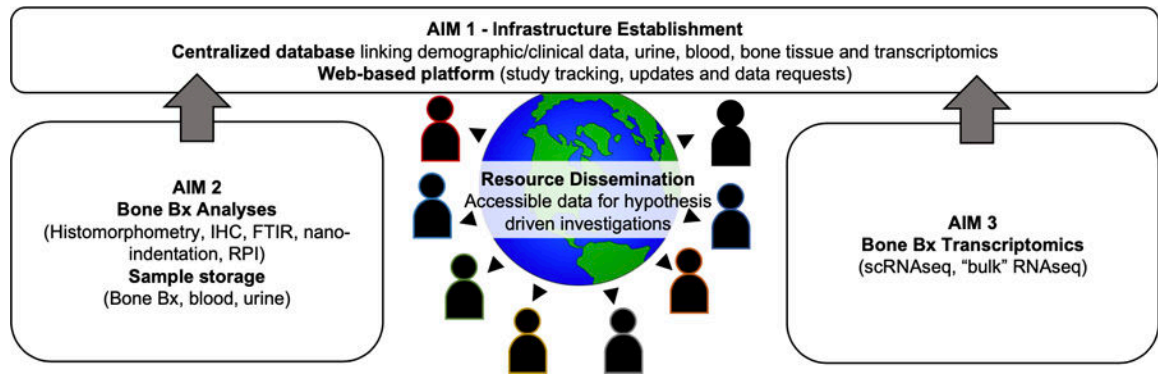 AIM 1 - Infrastructure Establishment
Centralized database linking demographic/clinical data, urine, blood, bone tissue and transcriptomics
Web-based platform (study tracking, updates and data requests)
AIM 2
Bone Bx Analyses
(Histomorphometry, IHC, FTIR, nano-
indentation, RPI)
Sample storage
(Bone Bx, blood, urine)
Resource Dissemination
Accessible data for hypothesis
driven investigations
AIM 3
Bone Bx Transcriptomics
(scRNAseq, “bulk” RNAseq)